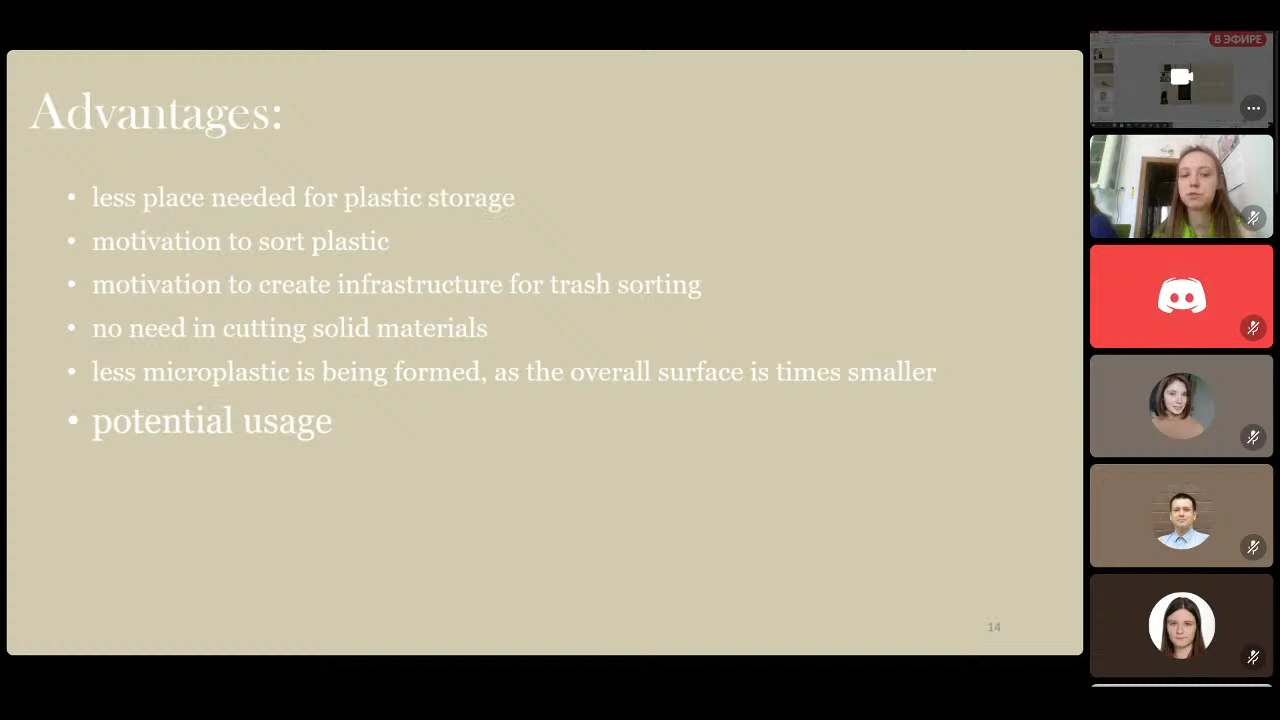 Advantages:
• less place needed for plastic storage
• motivation to sort plastic
• motivation to create infrastructure for trash sorting
• no need in cutting solid materials
• less microplastic is being formed, as the overall surface is times smaller
• potential usage
14
В ЭФИРЕ